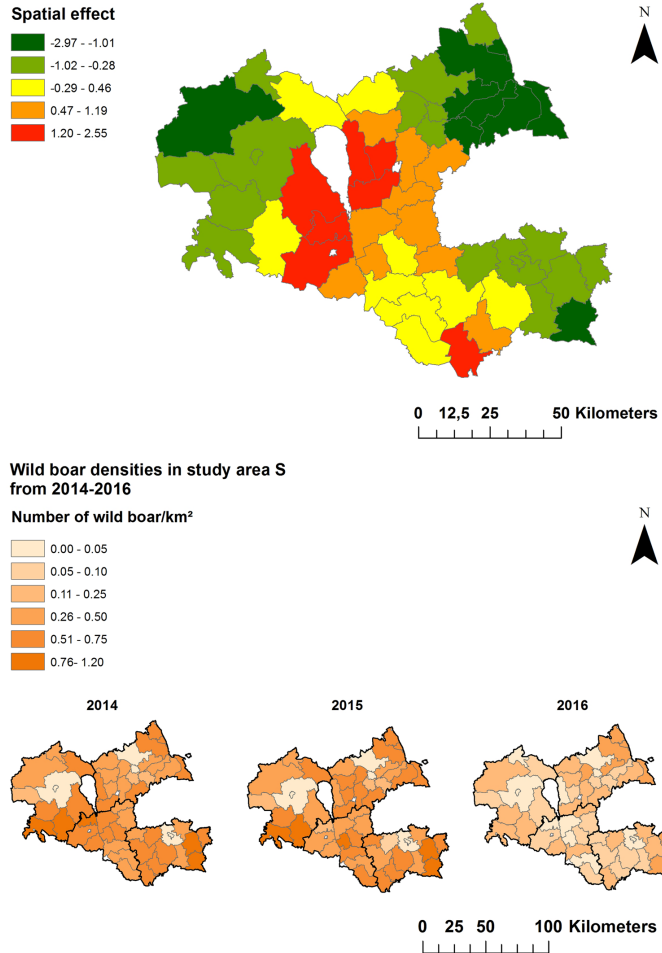 Spatial effect
N
-2.97 - -1.01
-1.02 - -0.28
-0.29 - 0.46
0.47 - 1.19
1.20 - 2.55
0 12,5 25 50 Kilometers
Wild boar densities in study area S
from 2014-2016
Number of wild boar/km²
N
0.00 - 0.05
0.05 - 0.10
0.11 - 0.25
0.26 - 0.50
0.51 - 0.75
0.76- 1.20
2014 2015 2016
0 25 50 100 Kilometers